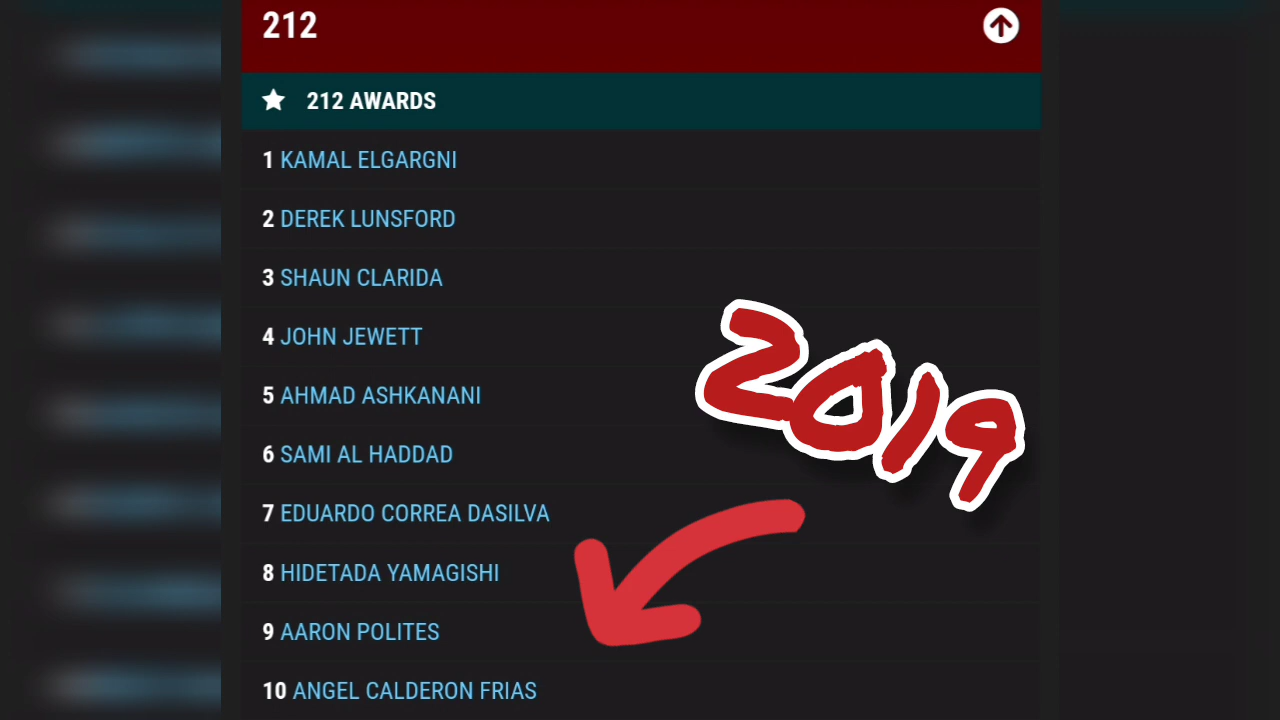 212
212 AWARDS
1 KAMAL ELGARGNI
2 DEREK LUNSFORD
3 SHAUN CLARIDA
4 JOHN JEWETT
5 AHMAD ASHKANANI
6 SAMI AL HADDAD
7 EDUARDO CORREA DASILVA
8 HIDETADA YAMAGISHI
9 AARON POLITES
10 ANGEL CALDERON FRIAS
2019